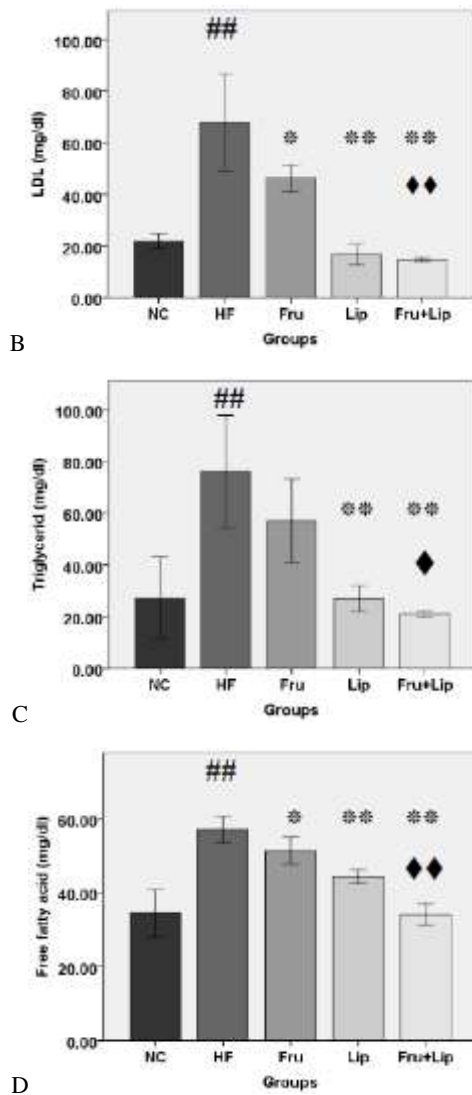 100.00
##
80.00
60.00
❊ ❊❊ ❊❊
LDL (mg/dl)
40.00
♦♦
20.00
0.00
NC HF Fru Lip Fru+Lip
Groups
B
100.00
##
80.00
60.00
❊❊ ❊❊
Triglycerid (mg/dl)
40.00
♦
20.00
0.00
NC HF Fru Lip Fru+Lip
Groups
C
##
60.00
❊ ❊❊ ❊❊
Free fatty acid (mg/dl)
♦♦
40.00
20.00
0.00
NC HF Fru Lip Fru+Lip
Groups
D